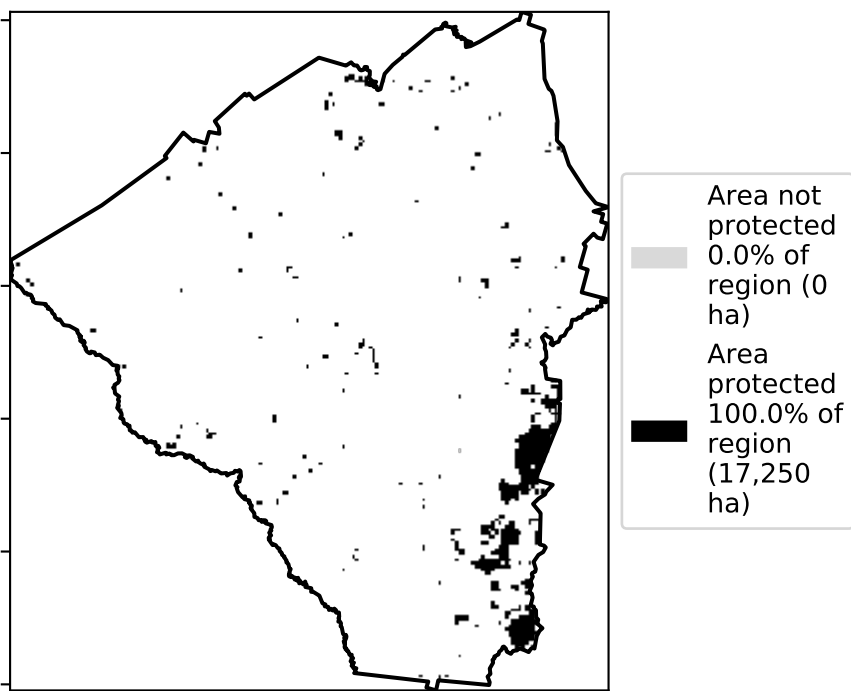 Area not
protected
0.0% of
region (0
ha)
Area
protected
100.0% of
region
(17,250
ha)